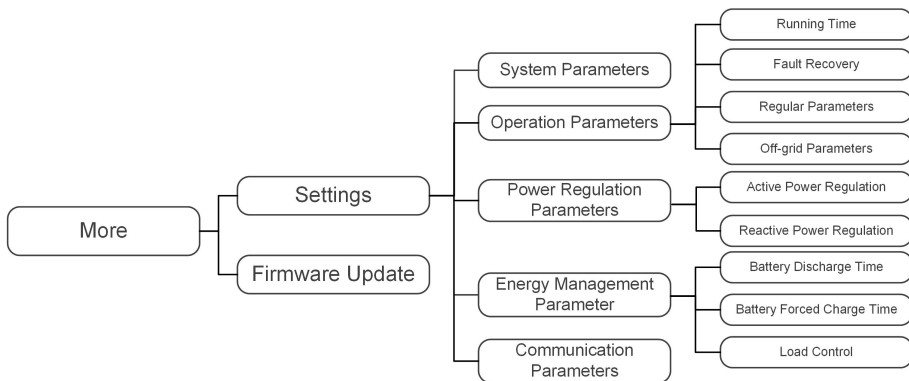 More
Settings
Firmware Update
System Parameters
Operation Parameters
Power Regulation
Parameters
Energy Management
Parameter
Communication
Parameters
Running Time
Fault Recovery
Regular Parameters
Off-grid Parameters
Active Power Regulation
Reactive Power Regulation
Battery Discharge Time
Battery Forced Charge Time
Load Control